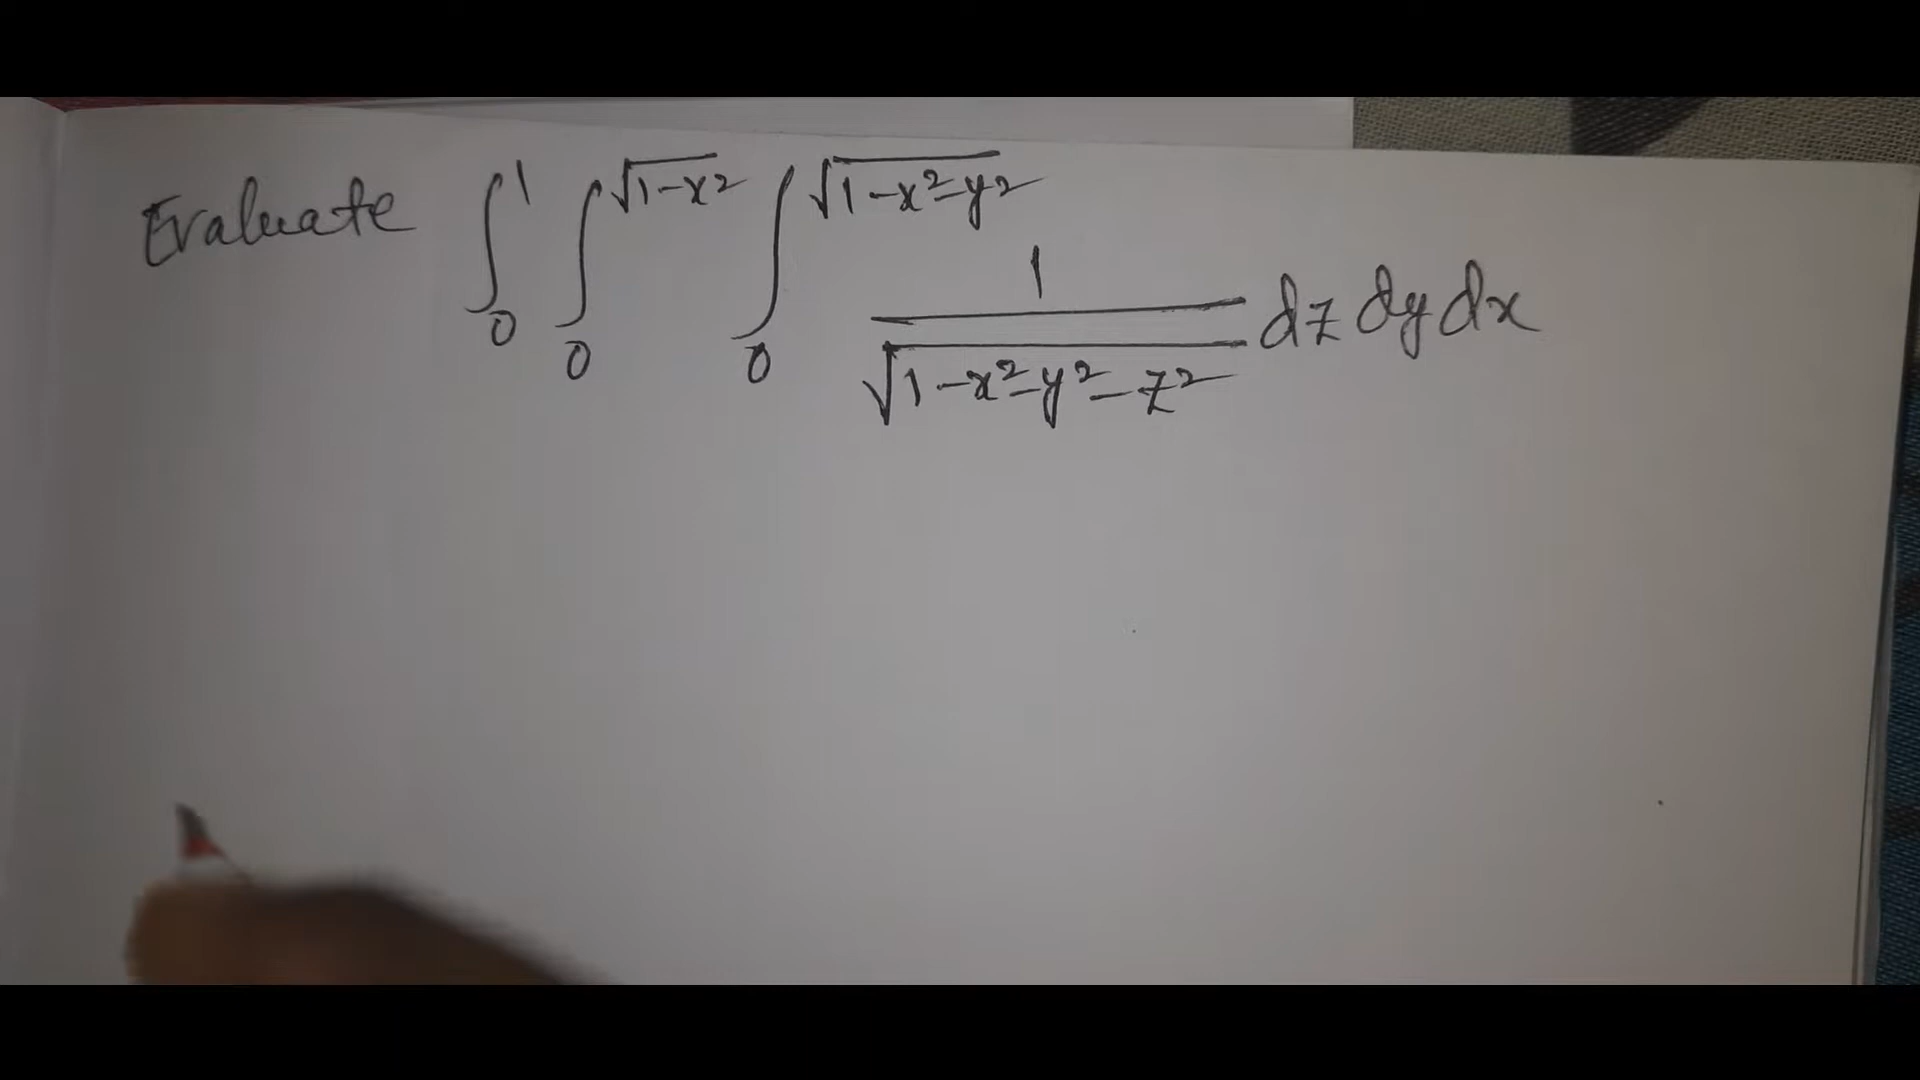 Evaluate ∫₀¹ ∫₀^√(1-x²) ∫₀^√(1-x²-y²) 1/√(1-x²-y²-z²) dz dy dx